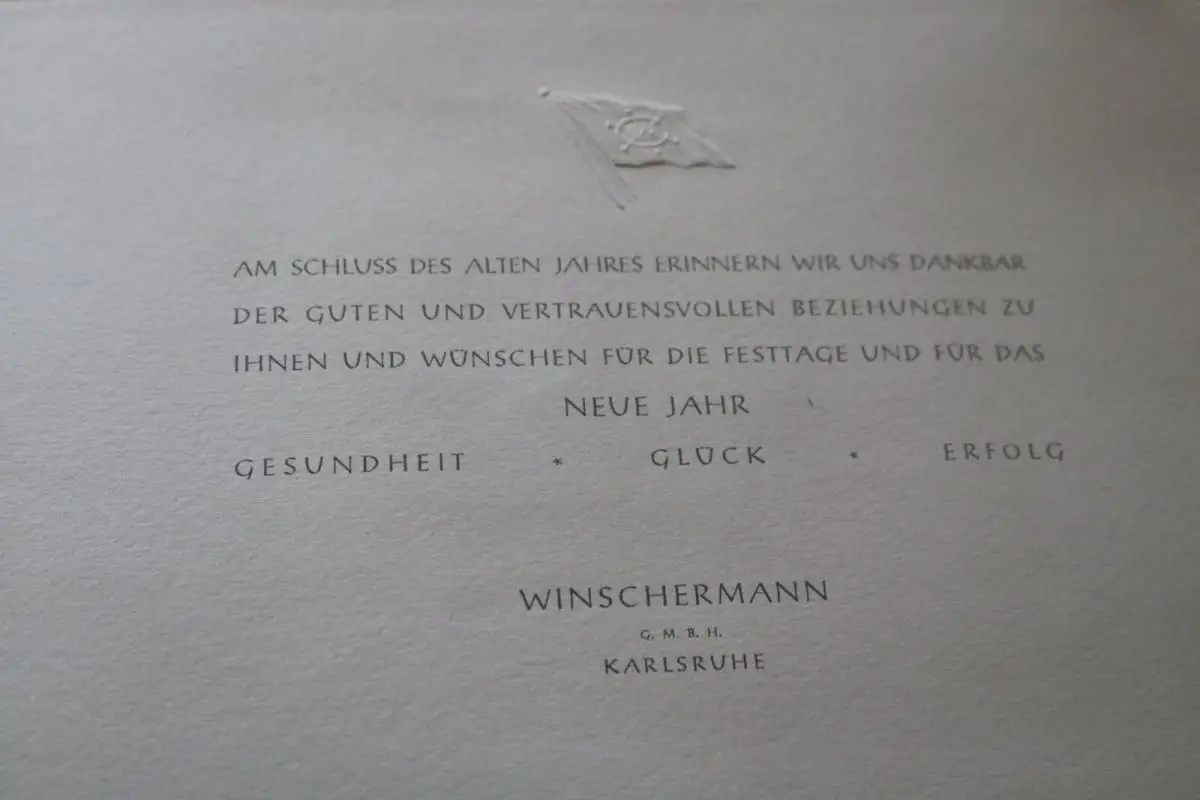 AM SCHLUSS DES ALTEN JAHRES ERINNERN WIR UNS DANKBAR
DER GUTEN UND VERTRAUENSVOLLEN BEZIEHUNGEN ZU
IHNEN UND WÜNSCHEN FÜR DIE FESTTAGE UND FÜR DAS
NEUE JAHR
GESUNDHEIT * GLÜCK * ERFOLG
WINSCHERMANN
G. M. B. H.
KARLSRUHE